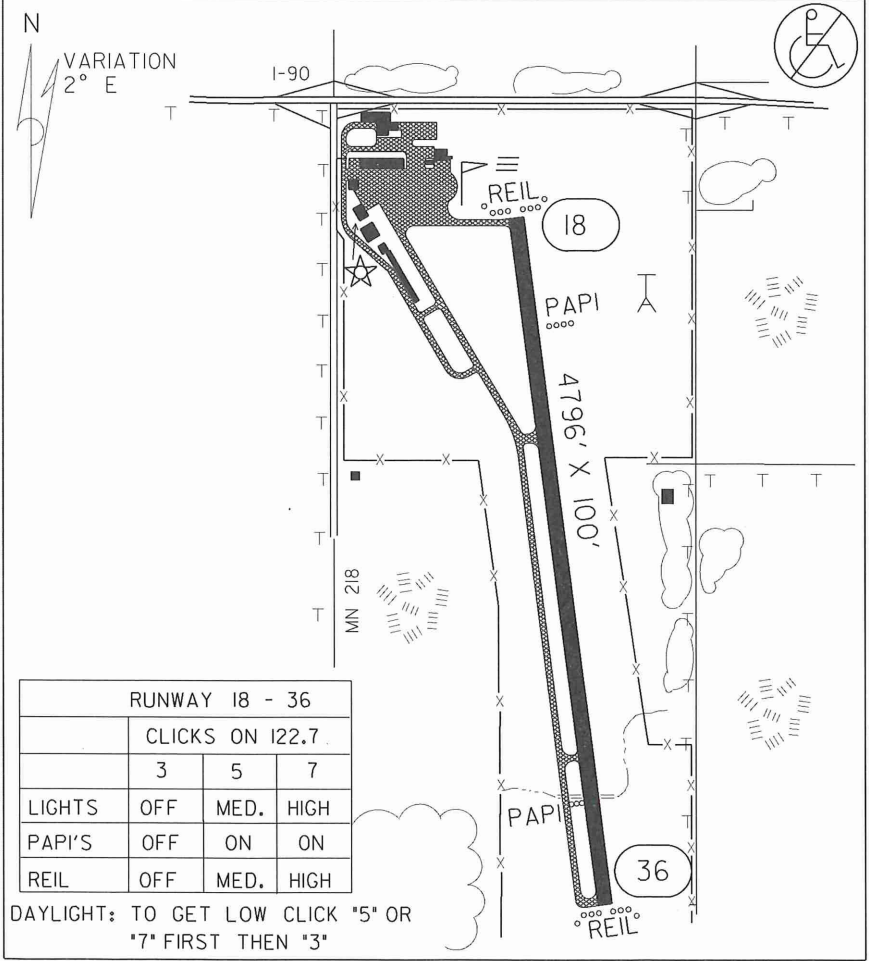 N
VARIATION
2° E
I-90
REIL
18
PAPI
4796' X 100'
MN 218
RUNWAY 18 - 36
CLICKS ON 122.7
3 5 7
LIGHTS OFF MED. HIGH
PAPI'S OFF ON ON
REIL OFF MED. HIGH
PAPI
36
REIL
DAYLIGHT: TO GET LOW CLICK "5" OR
"7" FIRST THEN "3"